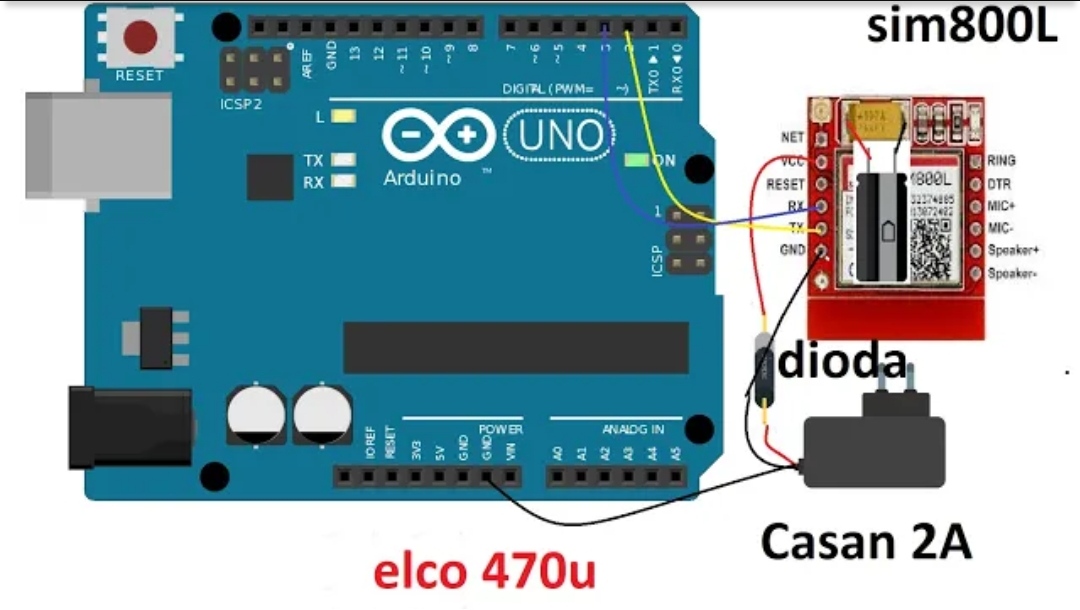 sim800L
RESET
ICSP2
AREF
GND
13
12
~11
~10
~9
8
7
~6
~5
4
3
2
TX0 ▶ 1
RX0 ◀ 0
DIGITAL (PWM=
L
TX
RX
UNO
Arduino
™
ON
1
ICSP
NET
VCC
RESET
RX
TX
GND
RING
DTR
MIC+
MIC-
Speaker+
Speaker-
dioda
POWER
ANALOG IN
IOREF
RESET
3V3
5V
GND
GND
VIN
A0
A1
A2
A3
A4
A5
Casan 2A
elco 470u